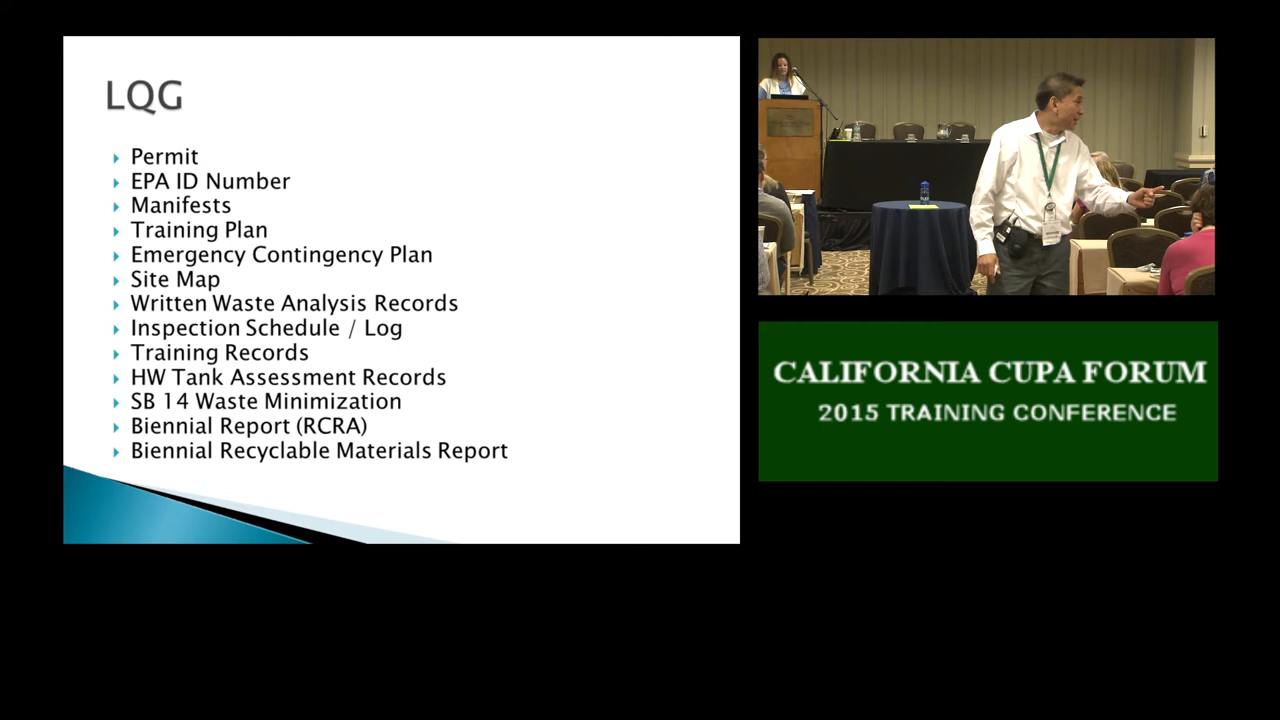 LQG
Permit
EPA ID Number
Manifests
Training Plan
Emergency Contingency Plan
Site Map
Written Waste Analysis Records
Inspection Schedule / Log
Training Records
HW Tank Assessment Records
SB 14 Waste Minimization
Biennial Report (RCRA)
Biennial Recyclable Materials Report
CALIFORNIA CUPA FORUM
2015 TRAINING CONFERENCE